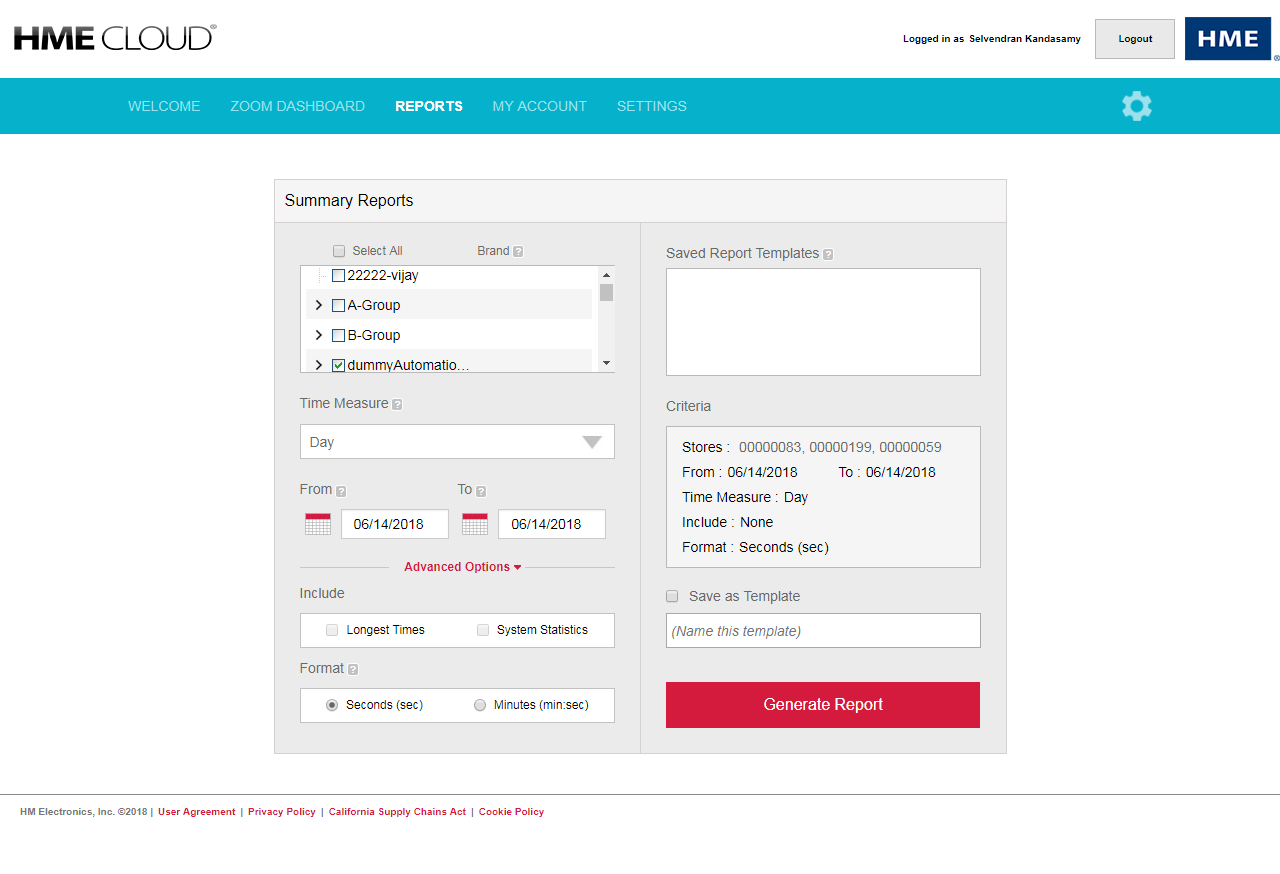 HME CLOUD®
Logged in as Selvendran Kandasamy
Logout
HME®
WELCOME ZOOM DASHBOARD REPORTS MY ACCOUNT SETTINGS
Summary Reports
Select All Brand ?
22222-vijay
A-Group
B-Group
dummyAutomatio...
Time Measure ?
Day
From ? To ?
06/14/2018 06/14/2018
Advanced Options
Include
Longest Times System Statistics
Format ?
Seconds (sec) Minutes (min:sec)
Saved Report Templates ?
Criteria
Stores : 00000083, 00000199, 00000059
From : 06/14/2018 To : 06/14/2018
Time Measure : Day
Include : None
Format : Seconds (sec)
Save as Template
(Name this template)
Generate Report
HM Electronics, Inc. ©2018 | User Agreement | Privacy Policy | California Supply Chains Act | Cookie Policy